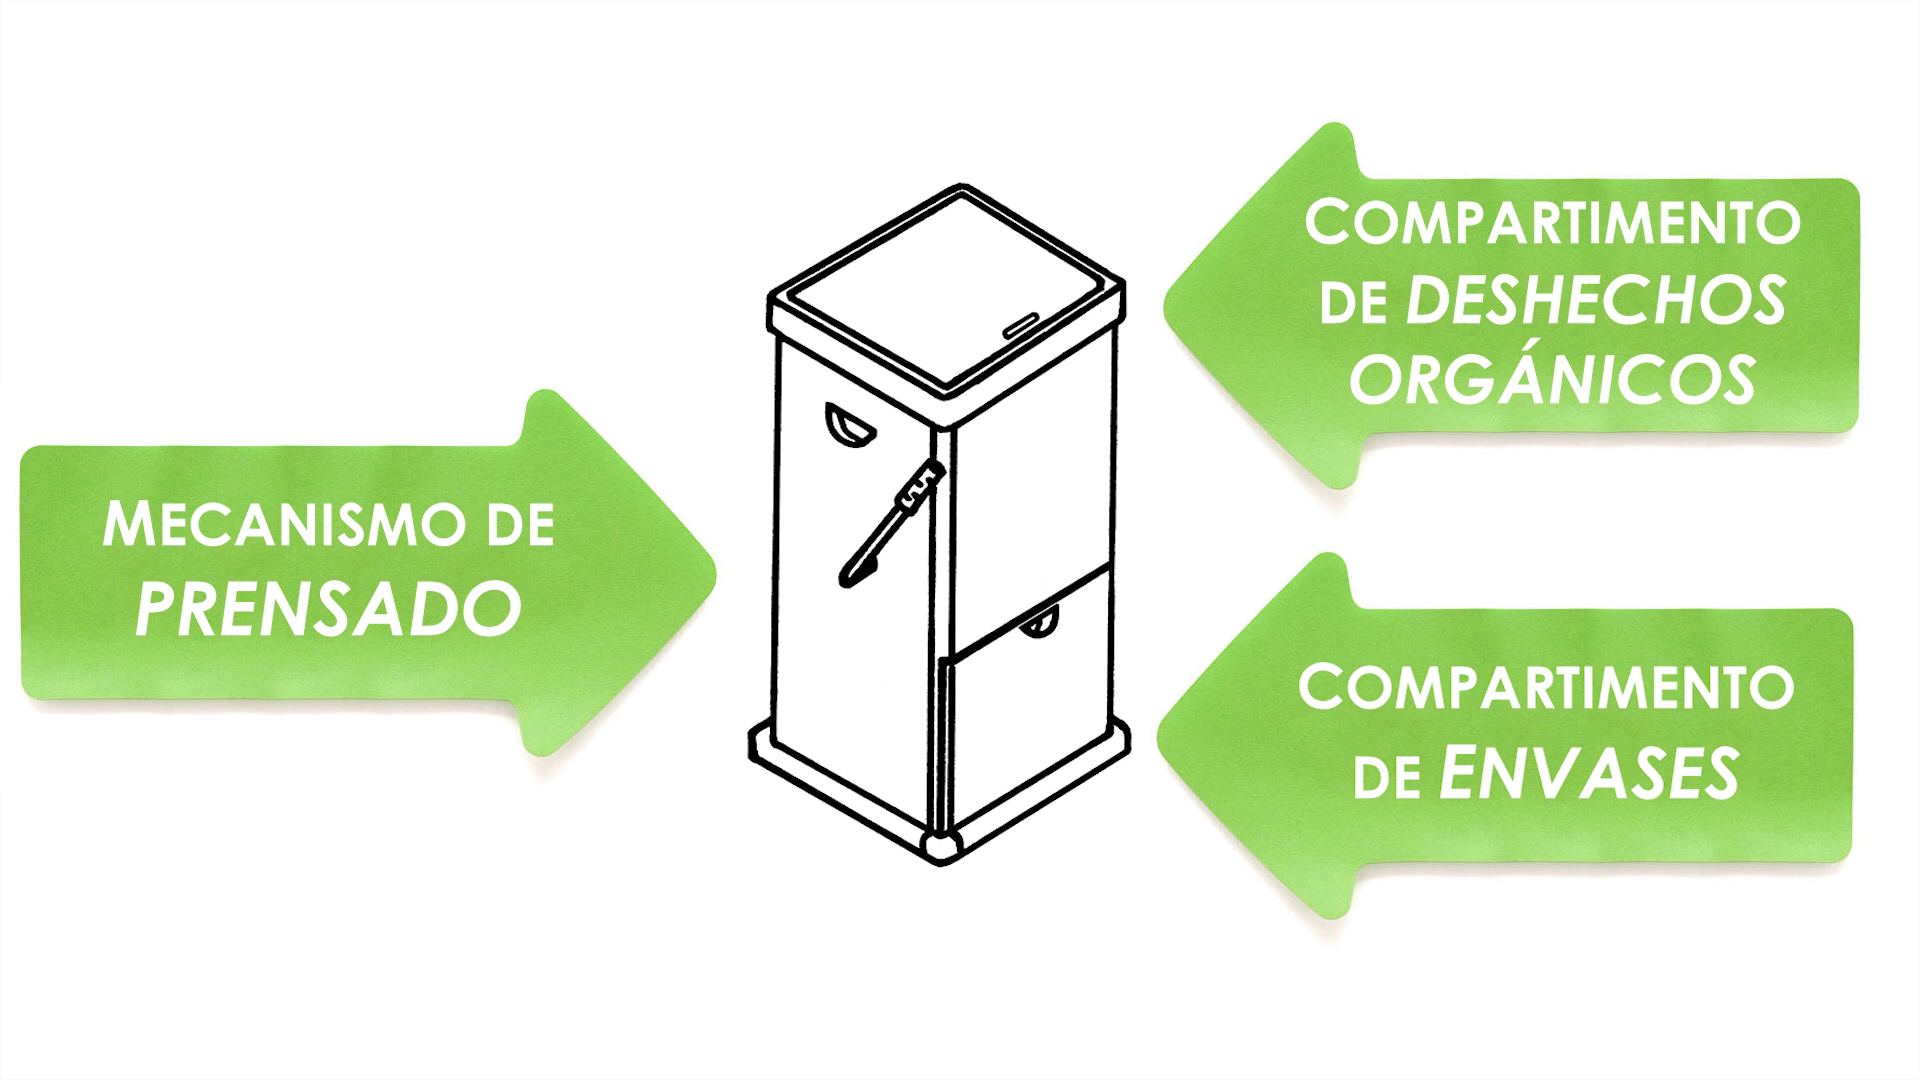 MECANISMO DE
PRENSADO
COMPARTIMENTO
DE DESHECHOS
ORGÁNICOS
COMPARTIMENTO
DE ENVASES